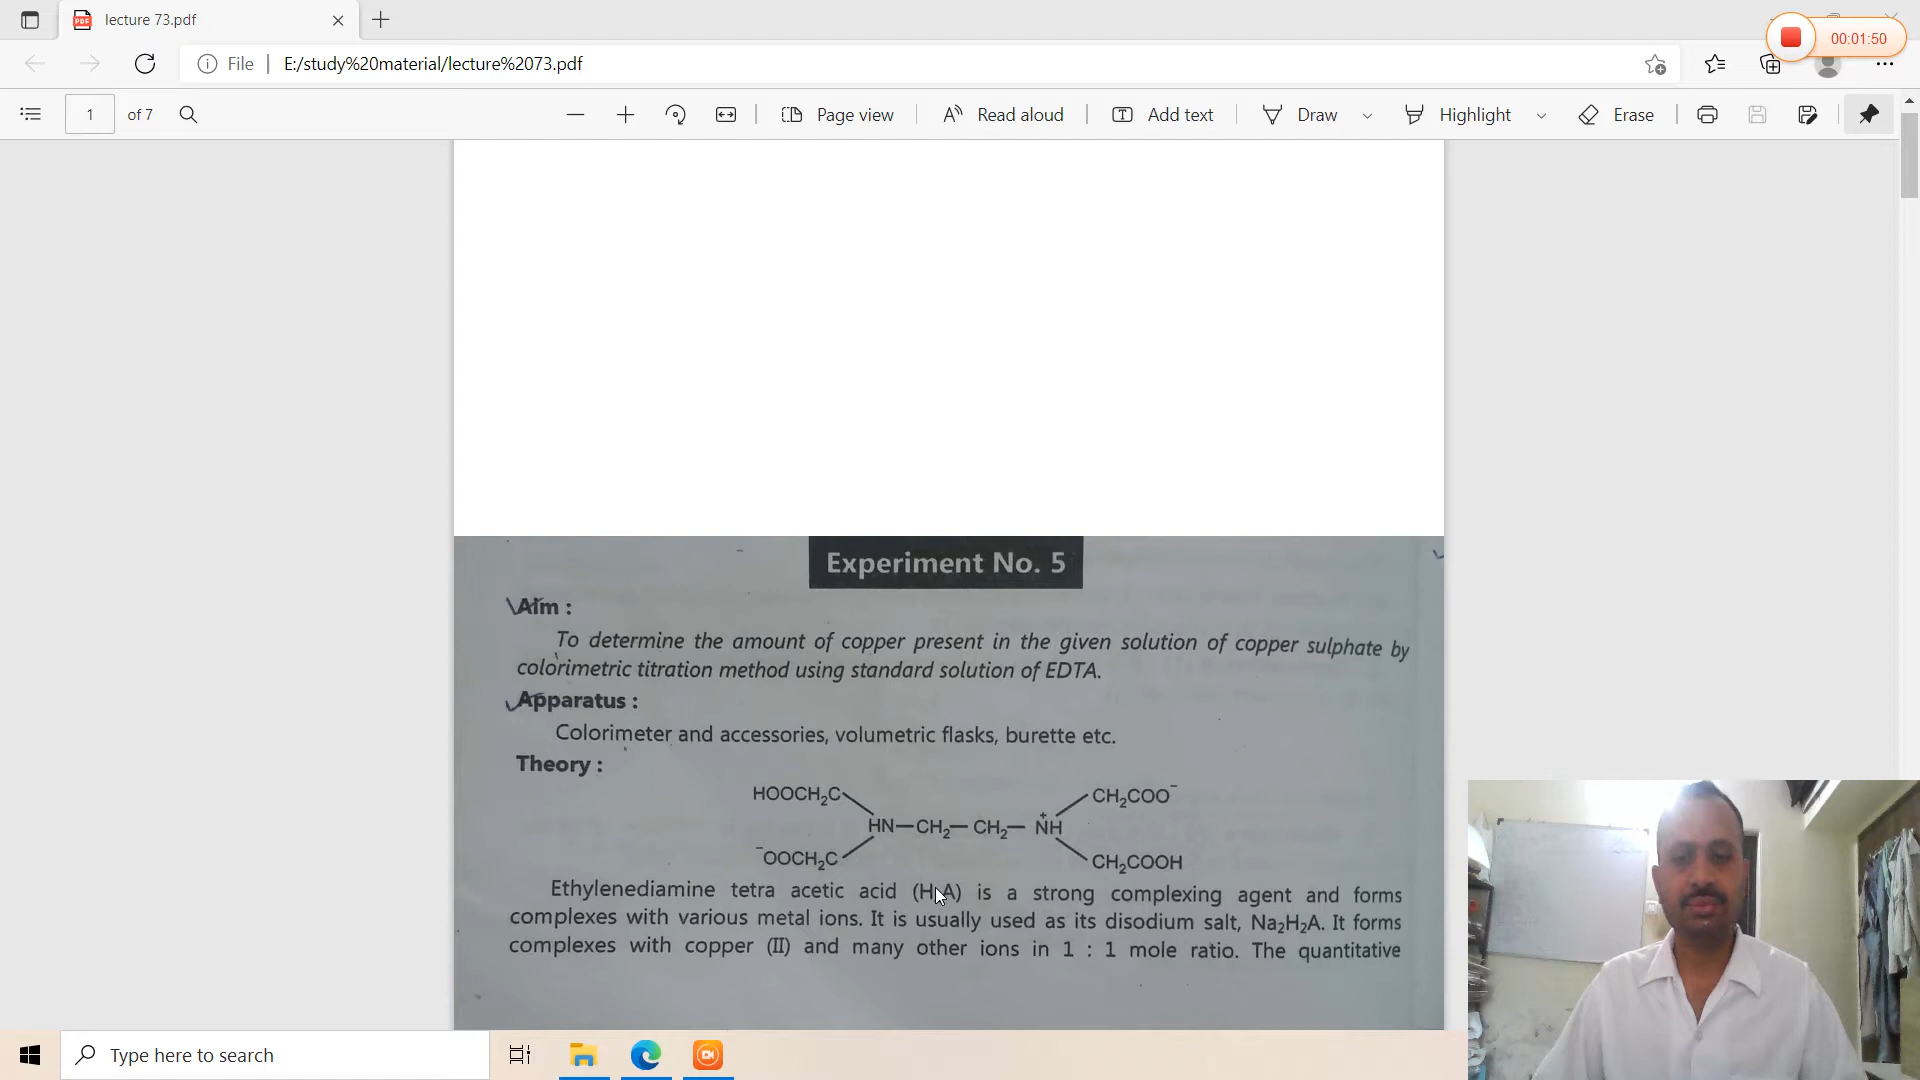 lecture 73.pdf
00:01:50
File
E:/study%20material/lecture%2073.pdf
1 of 7
Page view
Read aloud
Add text
Draw
Highlight
Erase
Experiment No. 5
Aim :
To determine the amount of copper present in the given solution of copper sulphate by
colorimetric titration method using standard solution of EDTA.
Apparatus :
Colorimeter and accessories, volumetric flasks, burette etc.
Theory :
HOOCH₂C CH₂COO⁻
HN—CH₂—CH₂—N⁺H
⁻OOCH₂C CH₂COOH
Ethylenediamine tetra acetic acid (H A) is a strong complexing agent and forms
complexes with various metal ions. It is usually used as its disodium salt, Na₂H₂A. It forms
complexes with copper (II) and many other ions in 1 : 1 mole ratio. The quantitative
Type here to search